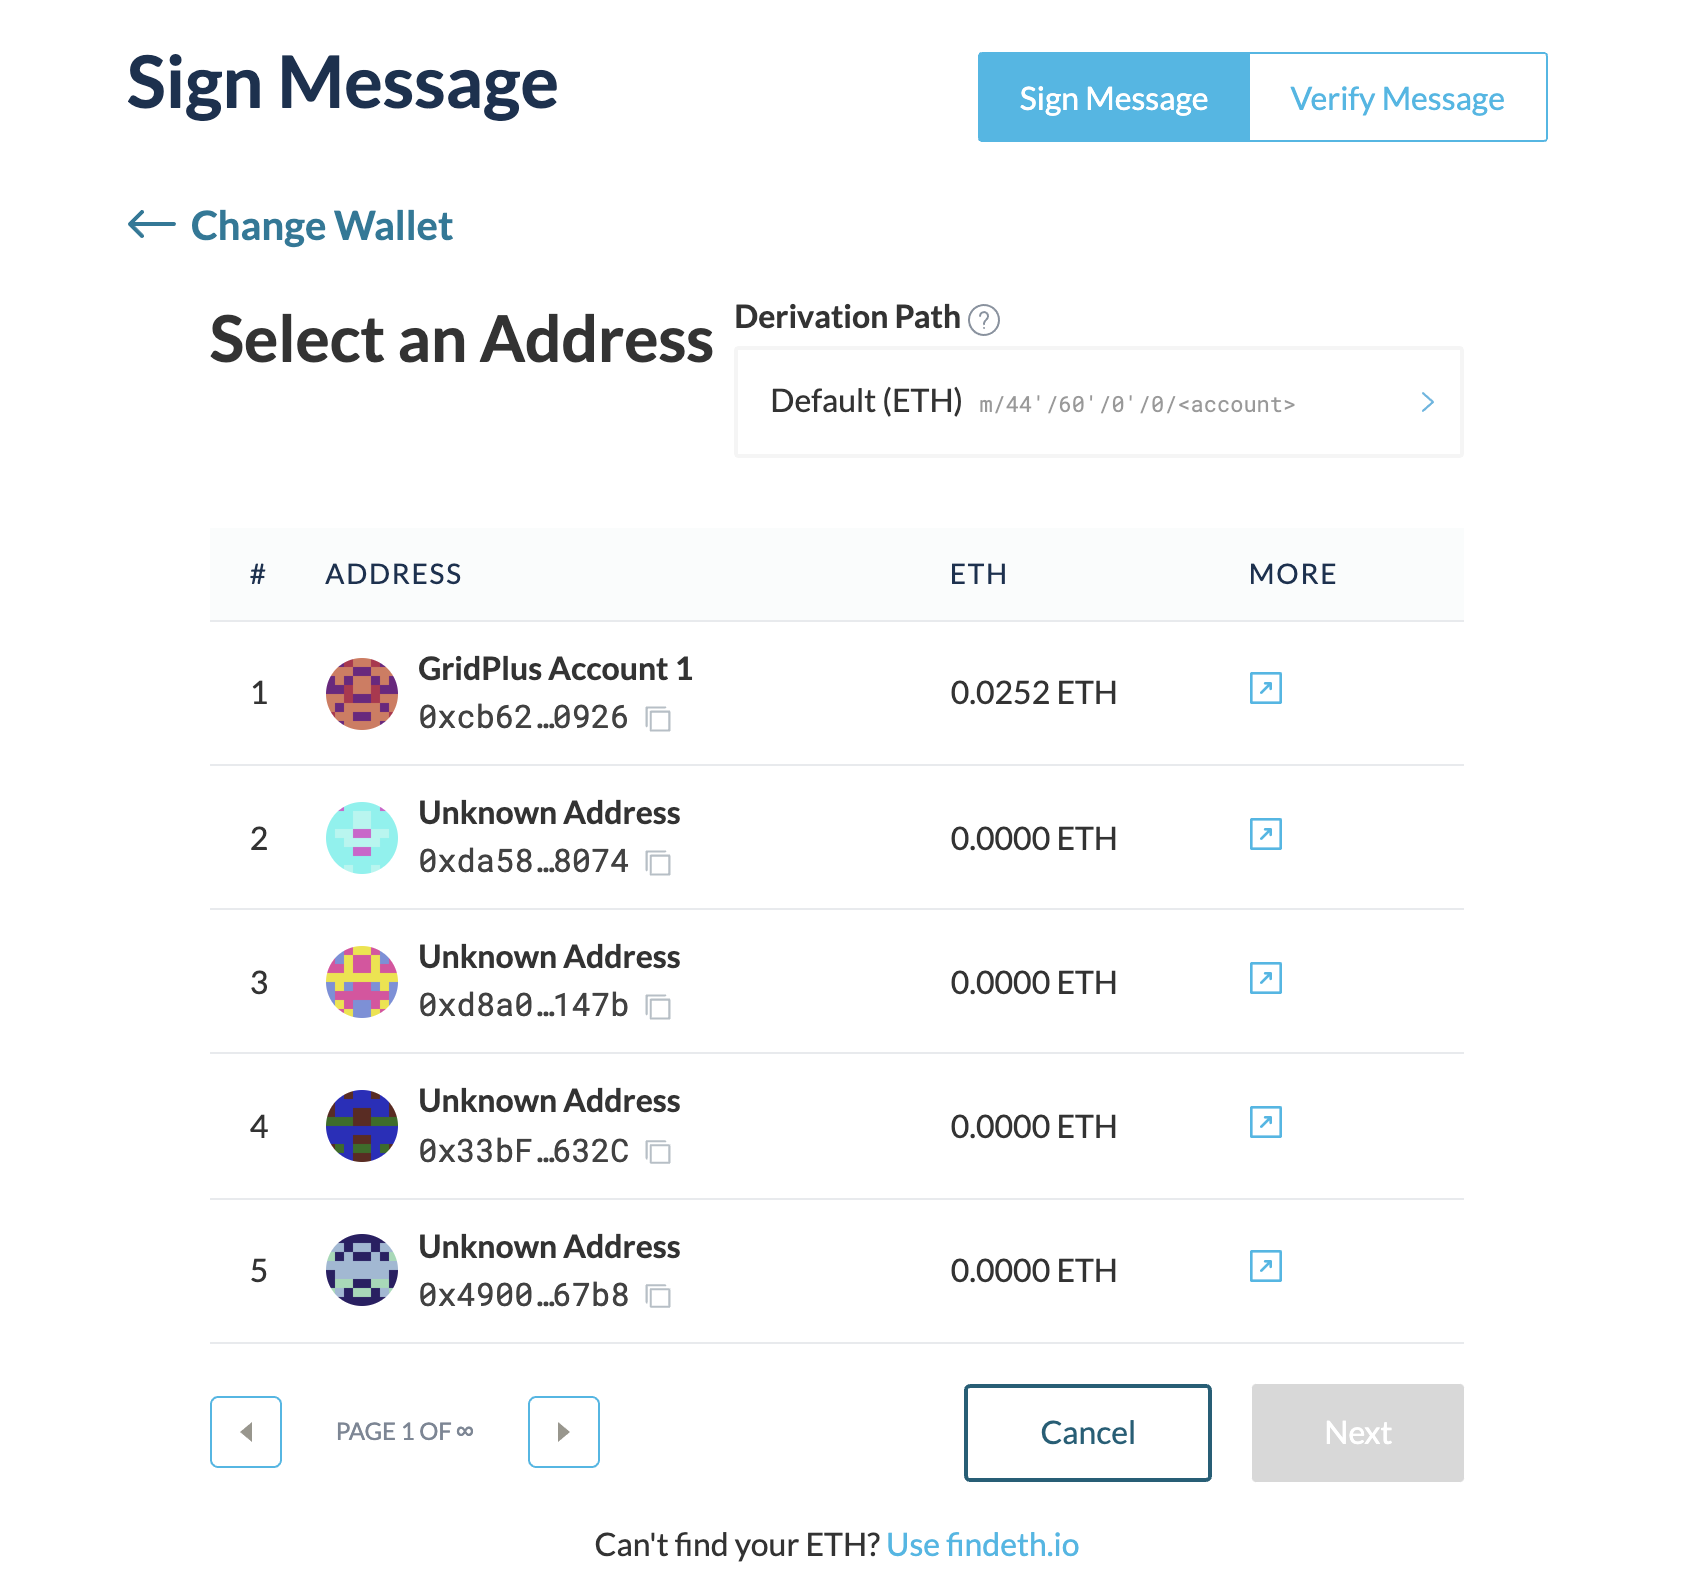 Sign Message
Sign Message
Verify Message
← Change Wallet
Select an Address
Derivation Path ?
Default (ETH) m/44'/60'/0'/0/<account>
# ADDRESS ETH MORE
1 GridPlus Account 1 0.0252 ETH
0xcb62…0926
2 Unknown Address 0.0000 ETH
0xda58…8074
3 Unknown Address 0.0000 ETH
0xd8a0…147b
4 Unknown Address 0.0000 ETH
0x33bF…632C
5 Unknown Address 0.0000 ETH
0x4900…67b8
PAGE 1 OF ∞
Cancel
Next
Can't find your ETH? Use findeth.io